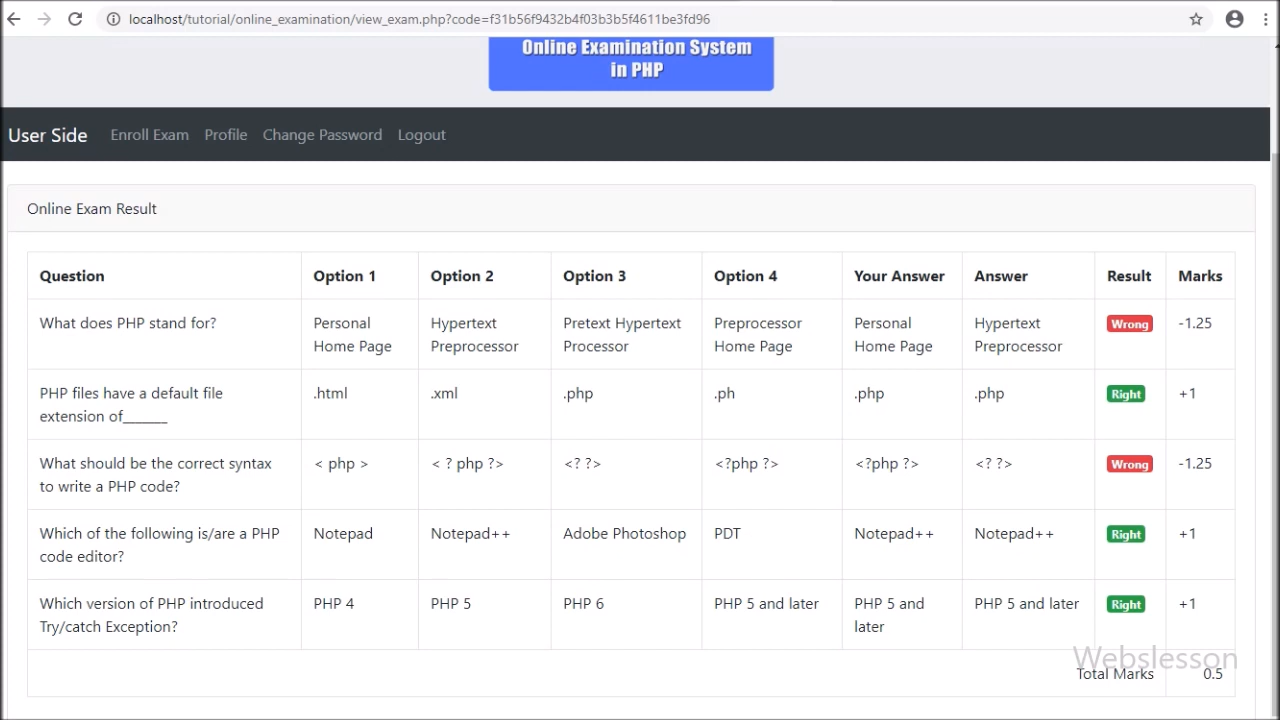 localhost/tutorial/online_examination/view_exam.php?code=f31b56f9432b4f03b3b5f4611be3fd96
Online Examination System
in PHP
User Side Enroll Exam Profile Change Password Logout
Online Exam Result
Question Option 1 Option 2 Option 3 Option 4 Your Answer Answer Result Marks
What does PHP stand for? Personal Hypertext Pretext Hypertext Preprocessor Personal Hypertext Wrong -1.25
Home Page Preprocessor Processor Home Page Home Page Preprocessor
PHP files have a default file .html .xml .php .ph .php .php Right +1
extension of_______
What should be the correct syntax < php > < ? php ?> <? ?> <?php ?> <?php ?> <? ?> Wrong -1.25
to write a PHP code?
Which of the following is/are a PHP Notepad Notepad++ Adobe Photoshop PDT Notepad++ Notepad++ Right +1
code editor?
Which version of PHP introduced PHP 4 PHP 5 PHP 6 PHP 5 and later PHP 5 and PHP 5 and later Right +1
Try/catch Exception? later
Webslesson
Total Marks 0.5